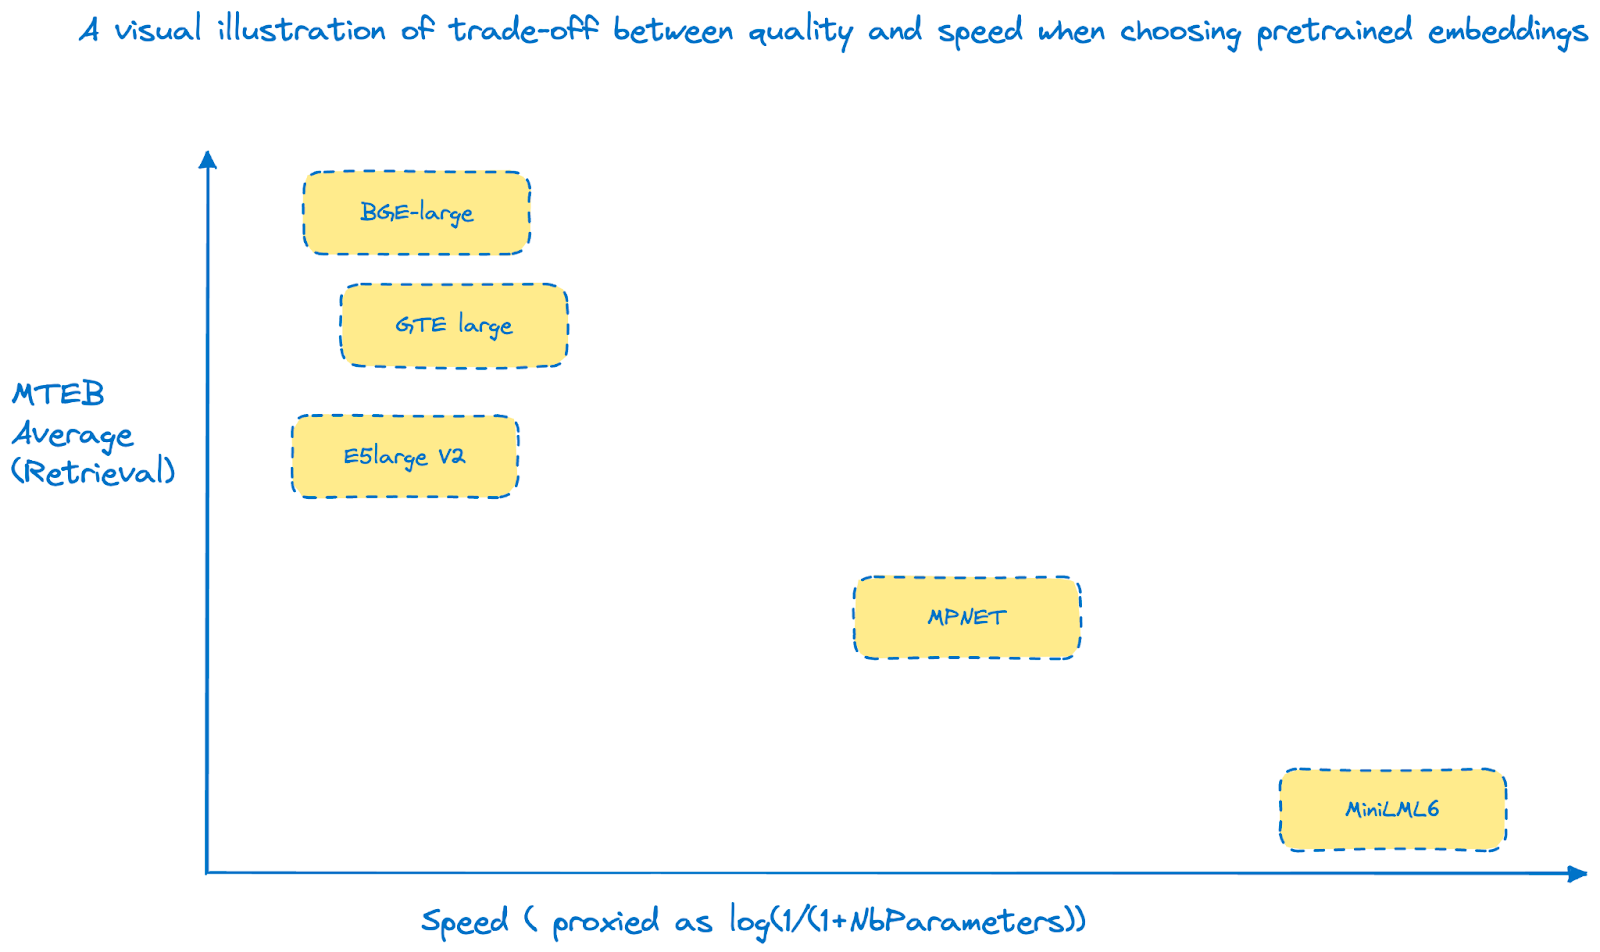 A visual illustration of trade-off between quality and speed when choosing pretrained embeddings
BGE-large
GTE large
MTEB
Average
(Retrieval)
E5large V2
MPNET
MiniLML6
Speed ( proxied as log(1/(1+NbParameters))